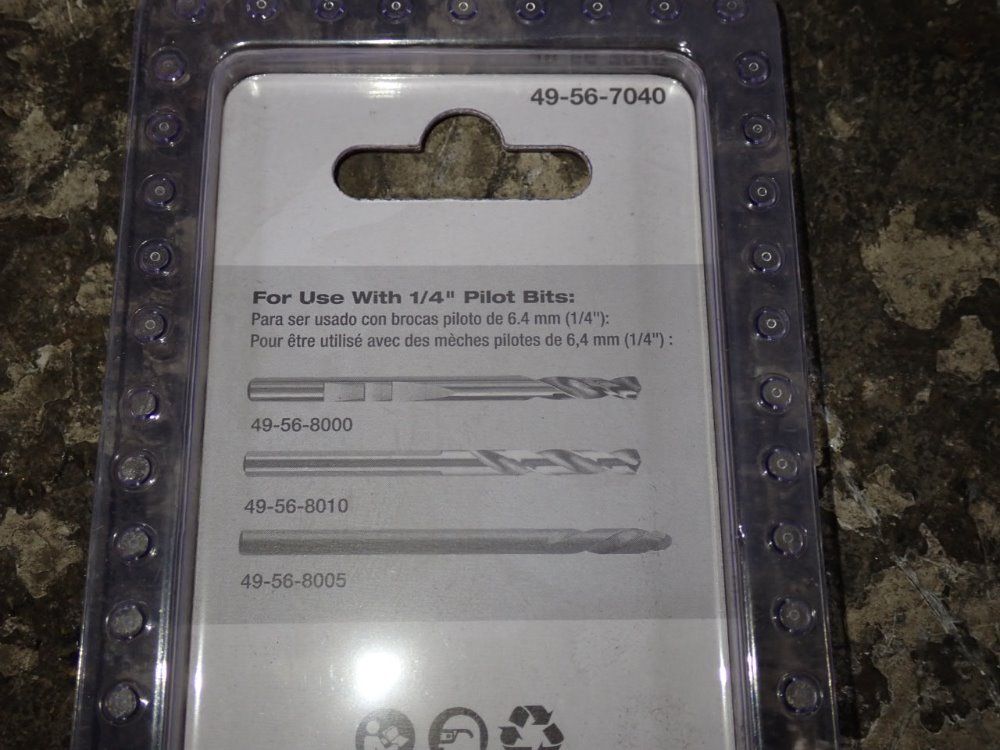 49-56-7040
For Use With 1/4" Pilot Bits:
Para ser usado con brocas piloto de 6.4 mm (1/4"):
Pour être utilisé avec des mèches pilotes de 6,4 mm (1/4") :
49-56-8000
49-56-8010
49-56-8005